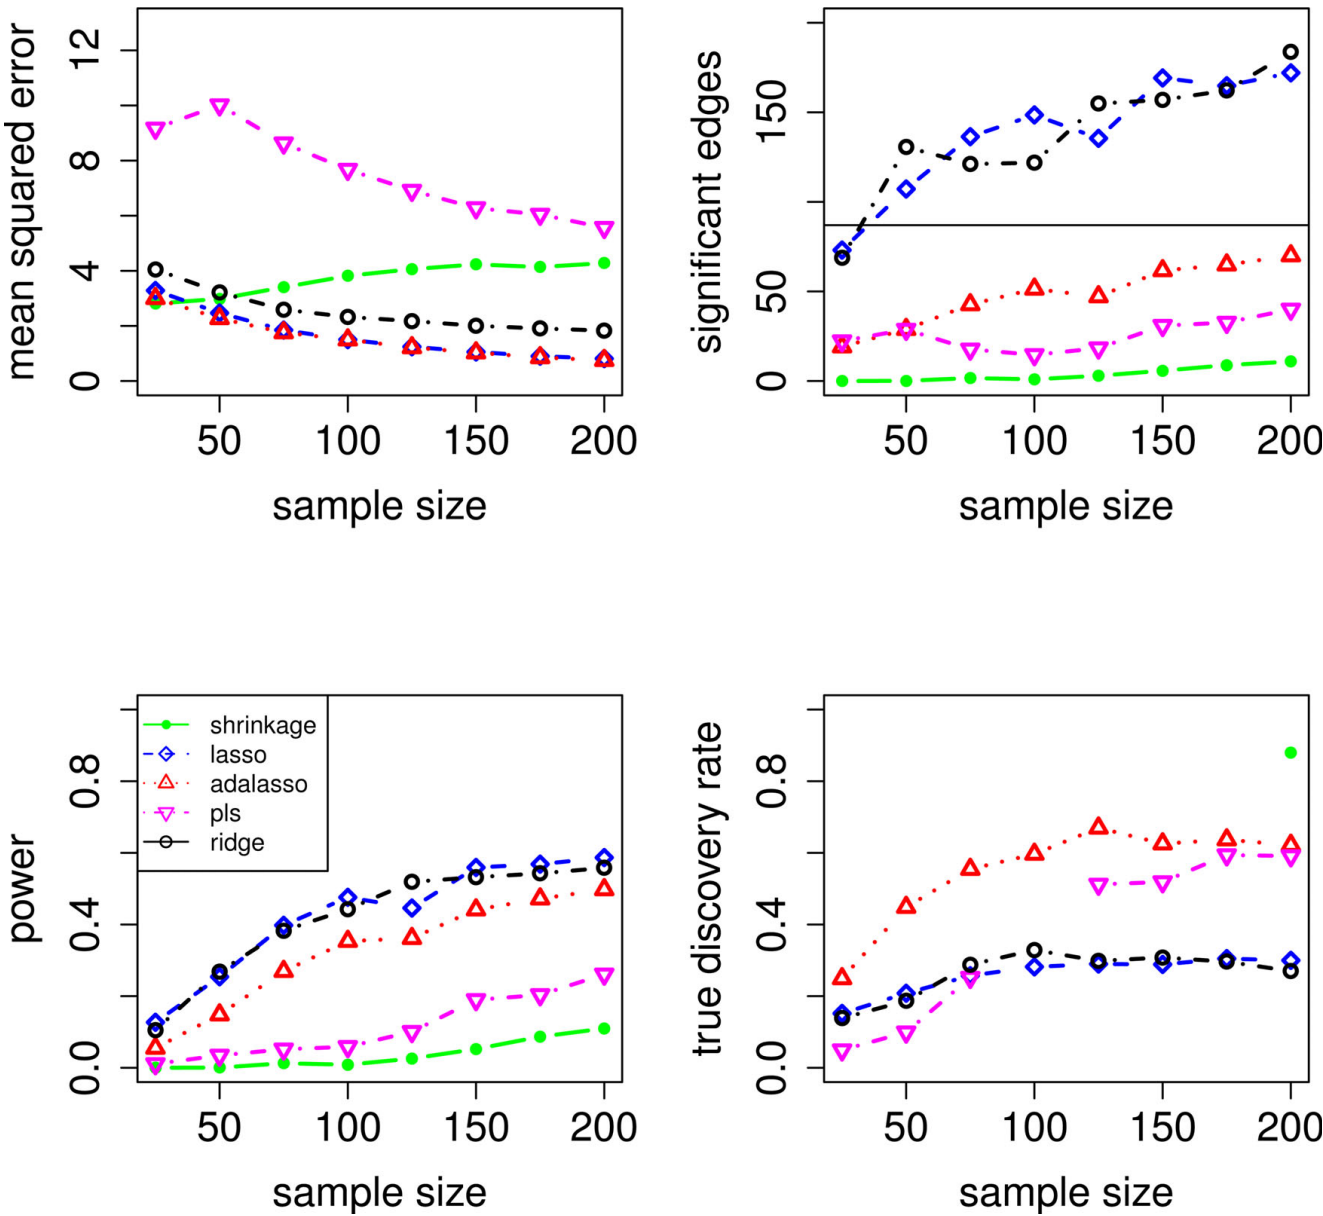 mean squared error
12
8
4
0
50 100 150 200
sample size
significant edges
150
50
0
50 100 150 200
sample size
power
0.8
0.4
0.0
shrinkage
lasso
adalasso
pls
ridge
50 100 150 200
sample size
true discovery rate
0.8
0.4
0.0
50 100 150 200
sample size